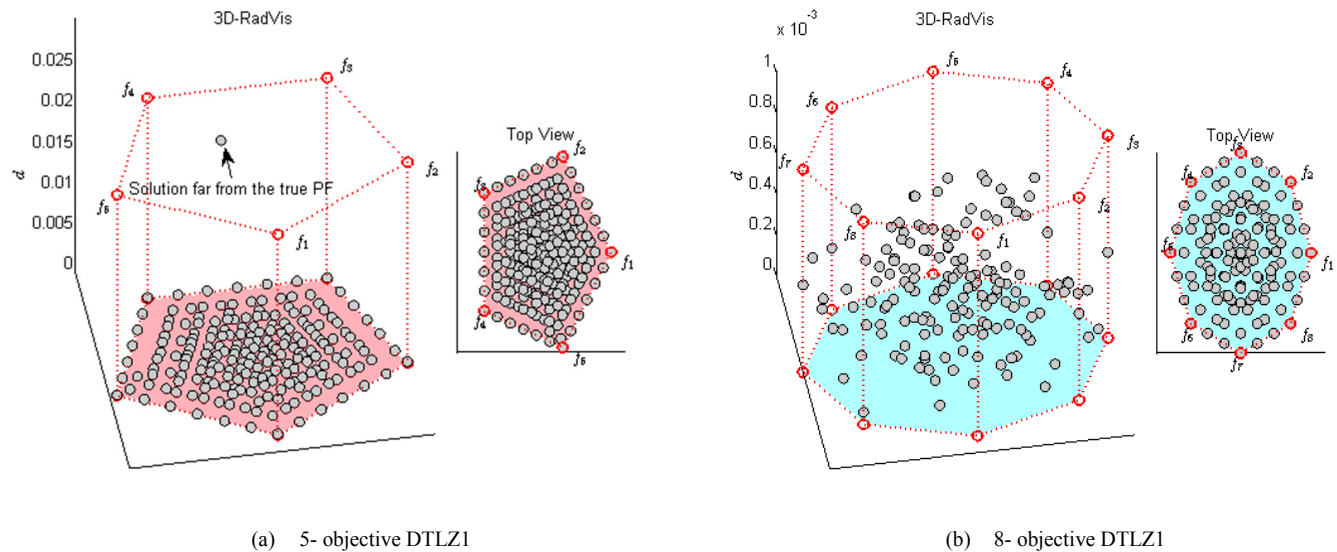 3D-RadVis
0.025
0.02
0.015
0.01
0.005
0
d
f4
f3
f2
f5
f1
Solution far from the true PF
Top View
f2
f3
f1
f4
f5
3D-RadVis
x 10-3
1
0.8
0.6
0.4
0.2
0
d
f5
f4
f6
f3
f7
f2
f8
f1
Top View
f3
f4
f2
f5
f1
f6
f8
f7
(a) 5- objective DTLZ1
(b) 8- objective DTLZ1